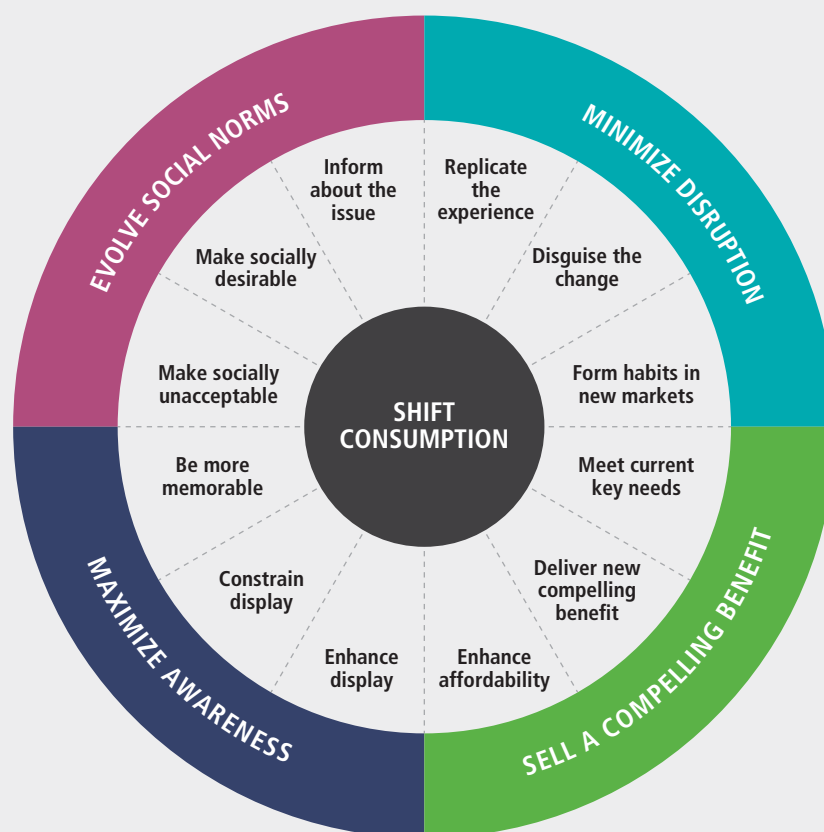 EVOLVE SOCIAL NORMS
MINIMIZE DISRUPTION
Inform
about the
issue
Replicate
the
experience
Make socially
desirable
Disguise the
change
Make socially
unacceptable
Form habits in
new markets
SHIFT
CONSUMPTION
Be more
memorable
Meet current
key needs
Constrain
display
Deliver new
compelling
benefit
Enhance
display
Enhance
affordability
MAXIMIZE AWARENESS
SELL A COMPELLING BENEFIT